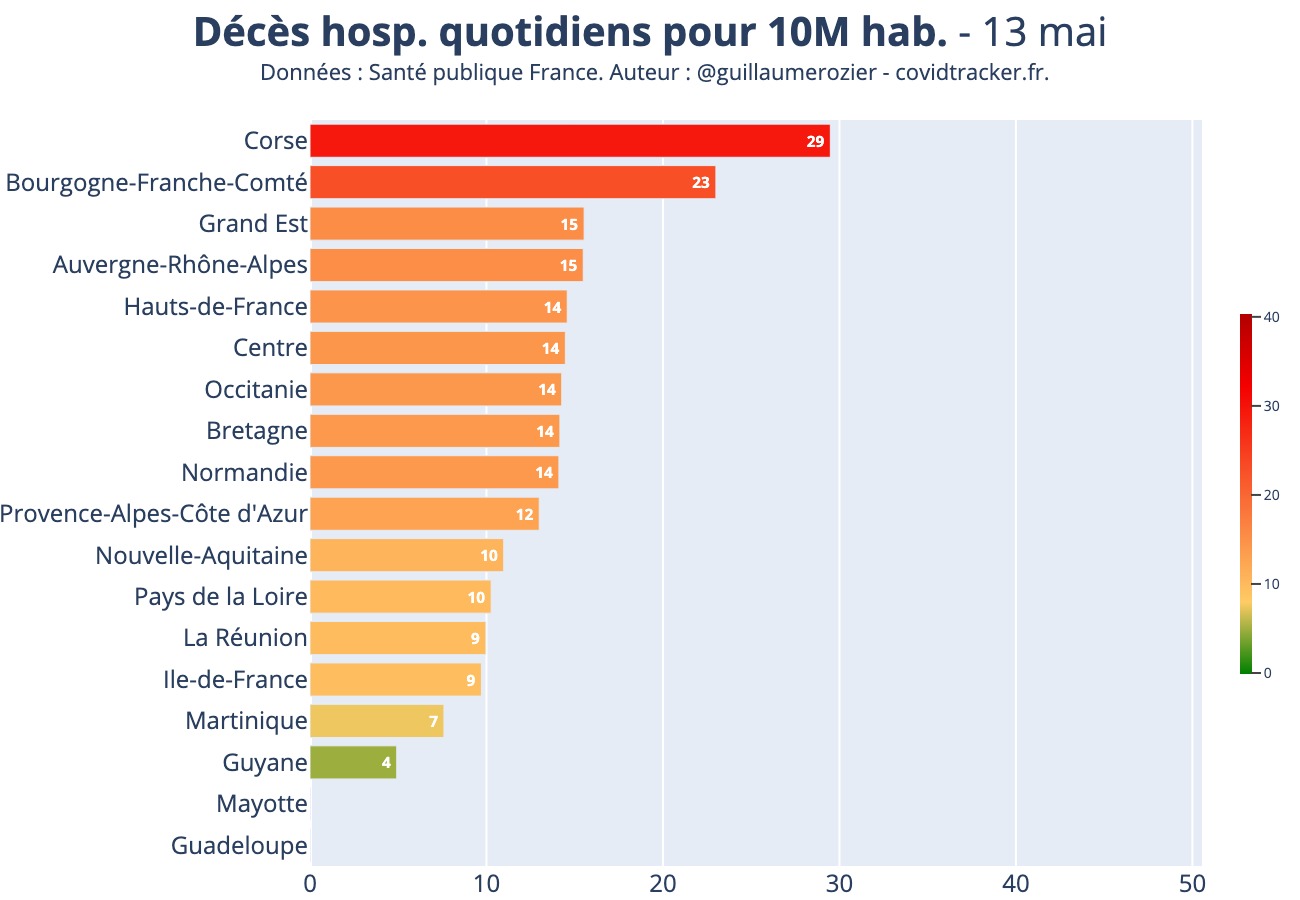 Décès hosp. quotidiens pour 10M hab. - 13 mai
Données : Santé publique France. Auteur : @guillaumerozier - covidtracker.fr.
Corse 29
Bourgogne-Franche-Comté 23
Grand Est 15
Auvergne-Rhône-Alpes 15
Hauts-de-France 14
Centre 14
Occitanie 14
Bretagne 14
Normandie 14
Provence-Alpes-Côte d'Azur 12
Nouvelle-Aquitaine 10
Pays de la Loire 10
La Réunion 9
Ile-de-France 9
Martinique 7
Guyane 4
Mayotte
Guadeloupe
0 10 20 30 40 50
40
30
20
10
0